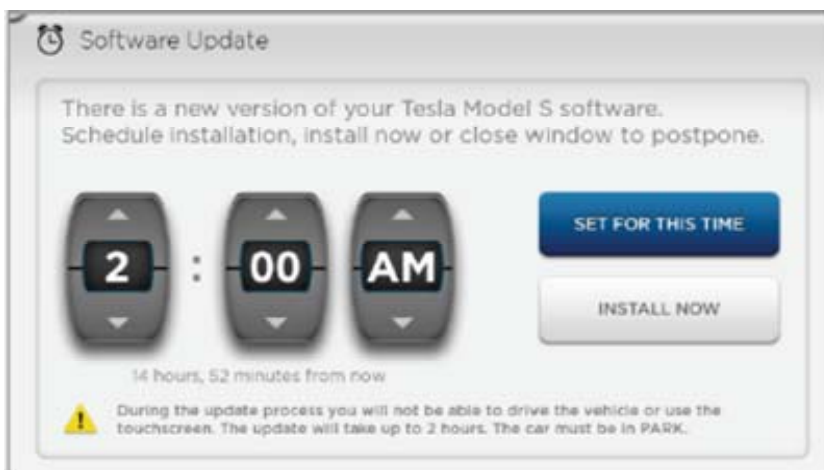 Software Update
There is a new version of your Tesla Model S software.
Schedule installation, install now or close window to postpone.
2 : 00 AM
SET FOR THIS TIME
INSTALL NOW
14 hours, 52 minutes from now
During the update process you will not be able to drive the vehicle or use the
touchscreen. The update will take up to 2 hours. The car must be in PARK.